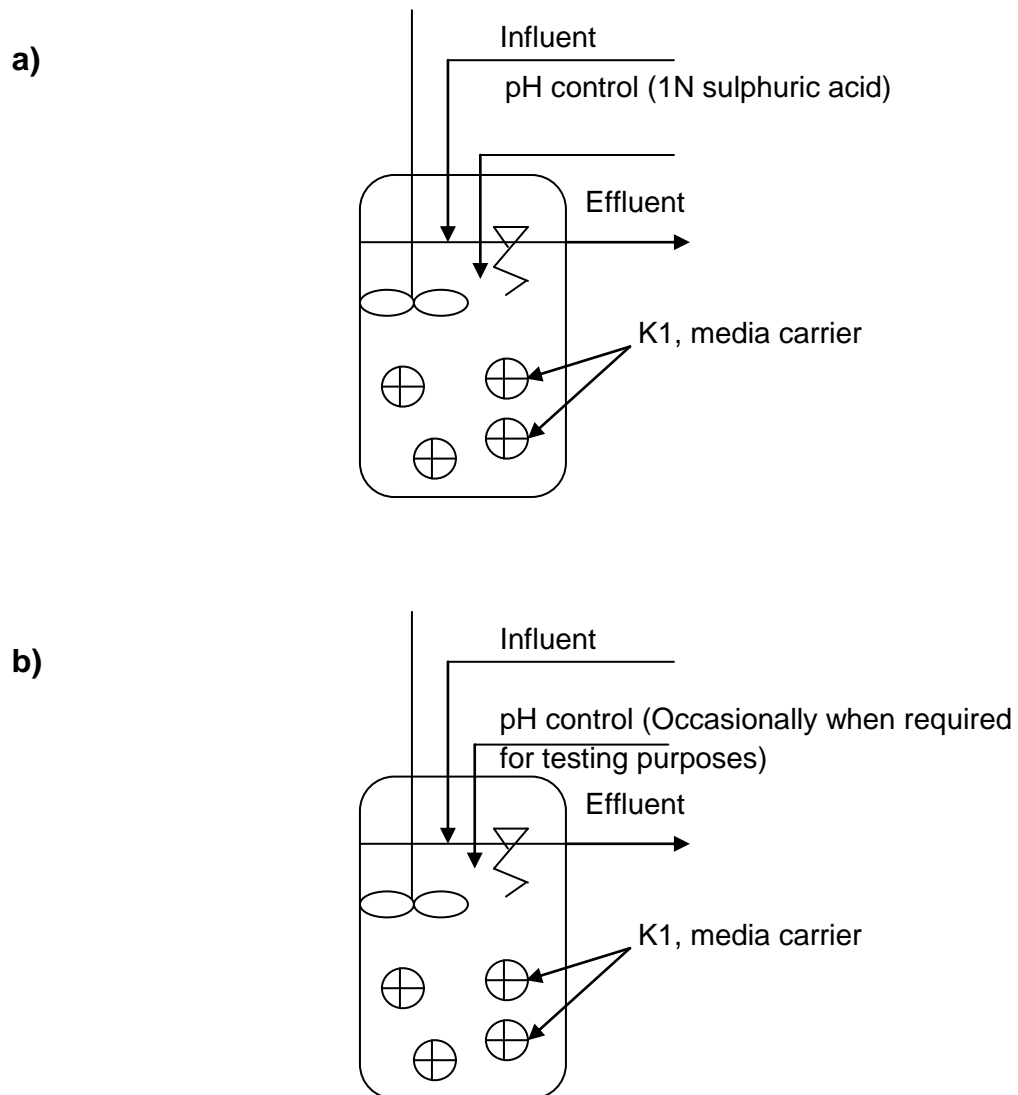 a)
Influent
pH control (1N sulphuric acid)
Effluent
K1, media carrier
b)
Influent
pH control (Occasionally when required
for testing purposes)
Effluent
K1, media carrier